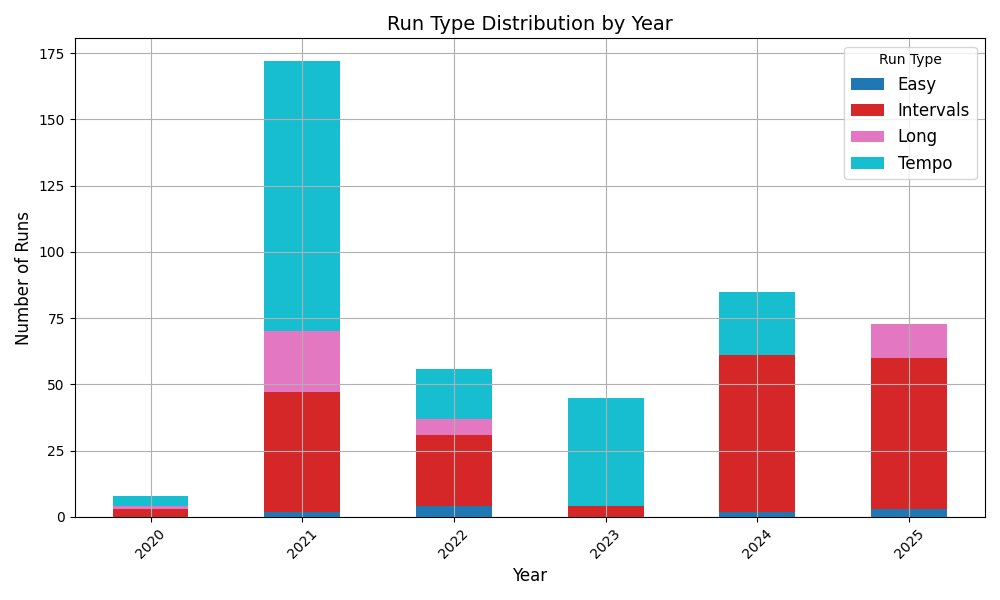 Run Type Distribution by Year
Number of Runs
175
150
125
100
75
50
25
0
Run Type
Easy
Intervals
Long
Tempo
2020
2021
2022
2023
2024
2025
Year